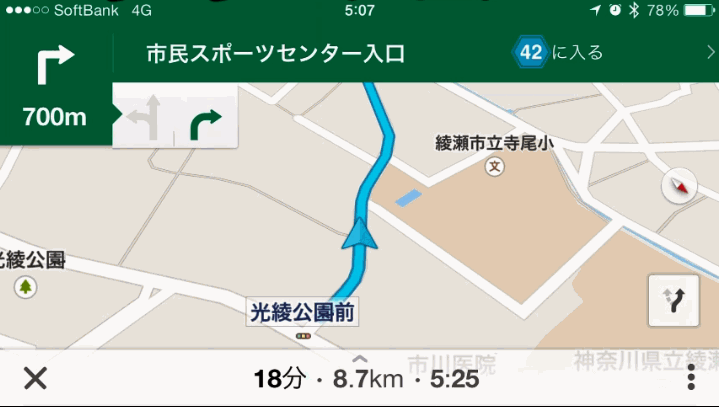 SoftBank 4G 5:07 78%
市民スポーツセンター入口
42 に入る
700m
綾瀬市立寺尾小
文
光綾公園
光綾公園前
市川医院
神奈川県立綾瀬
18分 · 8.7km · 5:25